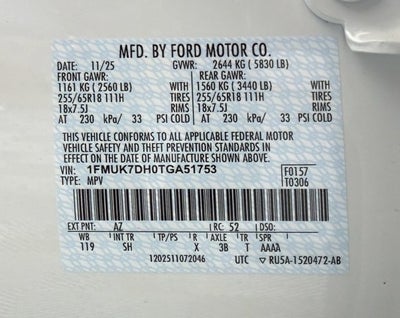 MFD. BY FORD MOTOR CO.
DATE: 11/25 GVWR: 2644 KG ( 5830 LB)
FRONT GAWR: REAR GAWR:
1161 KG ( 2560 LB) 1560 KG ( 3440 LB)
255/65R18 111H TIRES 255/65R18 111H TIRES
18x7.5J RIMS 18x7.5J RIMS
AT 230 kPa/ 33 PSI AT 230 kPa/ 33
THIS VEHICLE CONFORMS TO ALL APPLICABLE FEDERAL MOTOR
VEHICLE SAFETY AND THEFT PREVENTION STANDARDS IN EFFECT ON
THE DATE OF MANUFACTURE SHOWN ABOVE.
VIN: 1FMUK7DH0TGA51753 F0157
TYPE: MPV T0306
EXT PNT: AZ RC: 52 DSO:
WB INT TR TP/PS R AXLE TR SPR
119 SH X 3B T AAAA
1202511072046 UTC ▽ RU5A-1520472-AB